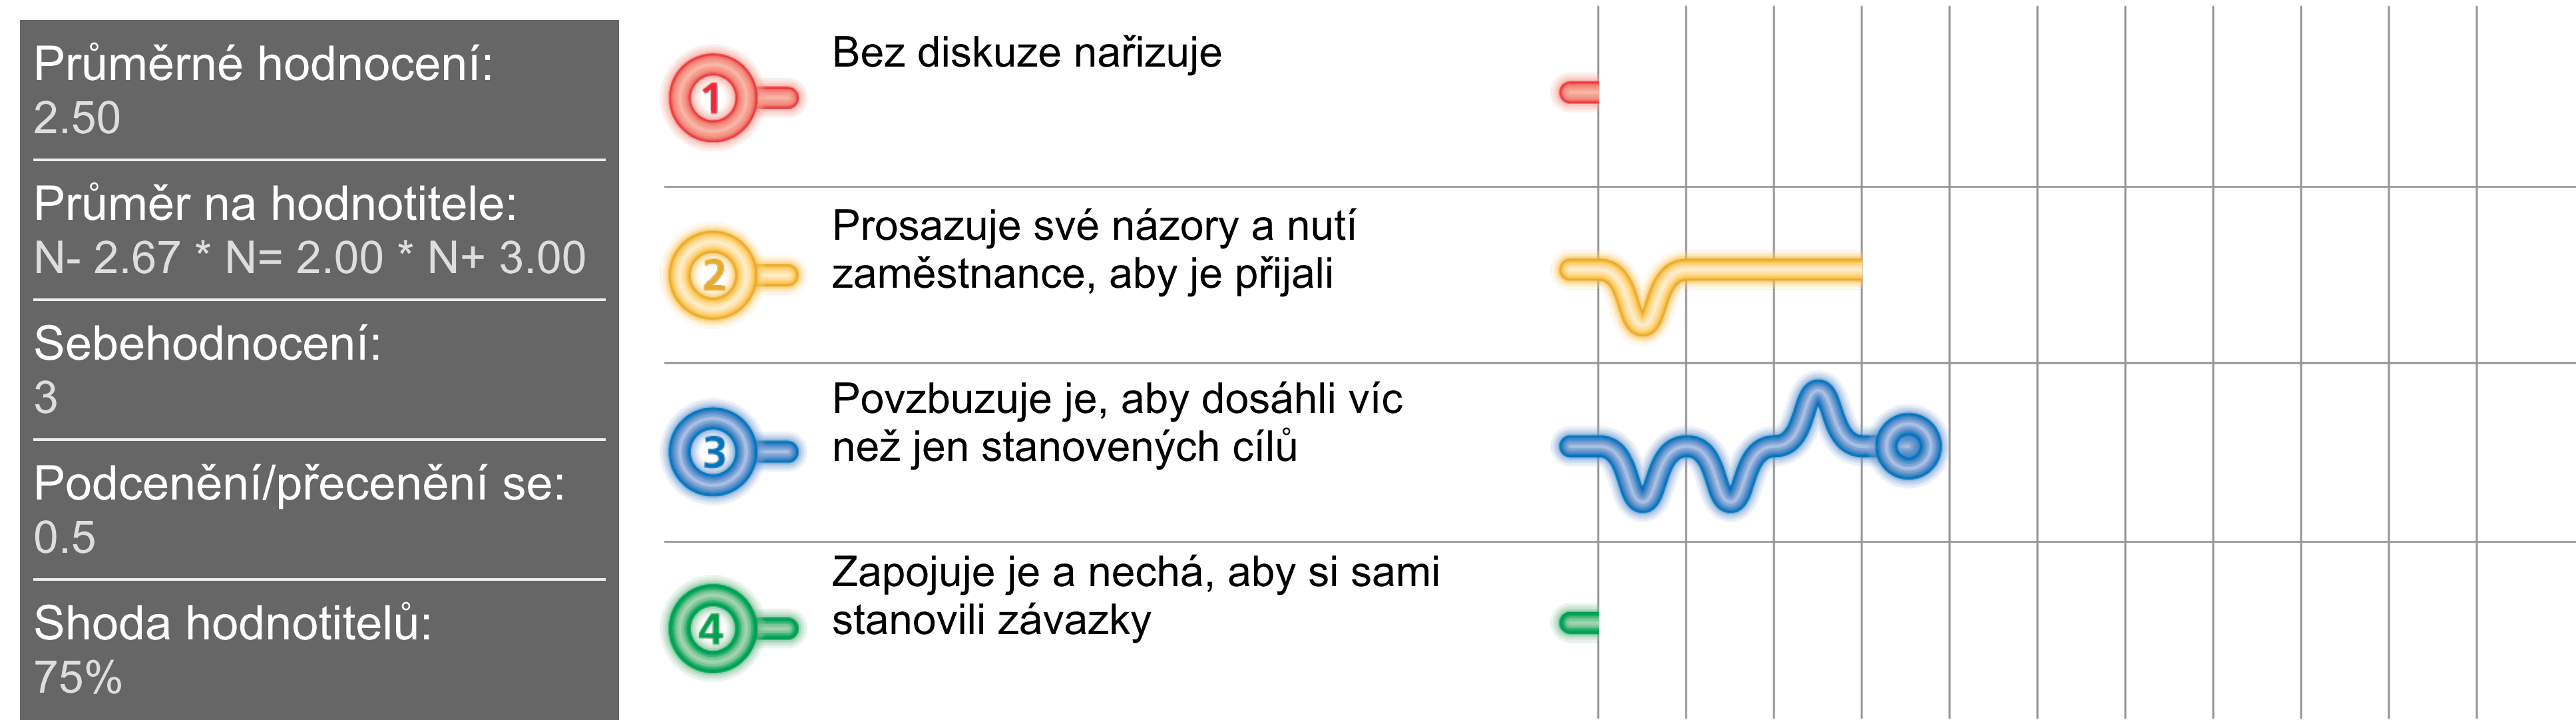 Průměrné hodnocení:
2.50
Průměr na hodnotitele:
N- 2.67 * N= 2.00 * N+ 3.00
Sebehodnocení:
3
Podcenění/přecenění se:
0.5
Shoda hodnotitelů:
75%
1
Bez diskuze nařizuje
2
Prosazuje své názory a nutí
zaměstnance, aby je přijali
3
Povzbuzuje je, aby dosáhli víc
než jen stanovených cílů
4
Zapojuje je a nechá, aby si sami
stanovili závazky